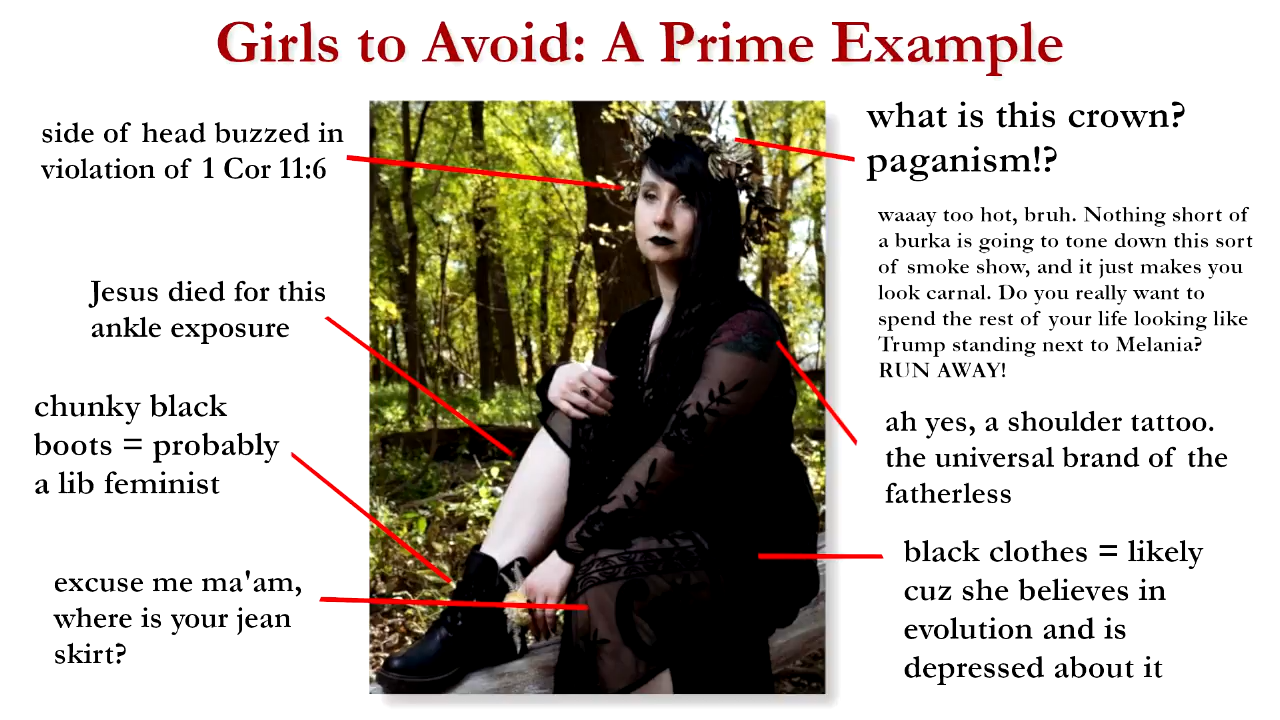 Girls to Avoid: A Prime Example
side of head buzzed in
violation of 1 Cor 11:6
Jesus died for this
ankle exposure
chunky black
boots = probably
a lib feminist
excuse me ma'am,
where is your jean
skirt?
what is this crown?
paganism!?
waaay too hot, bruh. Nothing short of
a burka is going to tone down this sort
of smoke show, and it just makes you
look carnal. Do you really want to
spend the rest of your life looking like
Trump standing next to Melania?
RUN AWAY!
ah yes, a shoulder tattoo.
the universal brand of the
fatherless
black clothes = likely
cuz she believes in
evolution and is
depressed about it